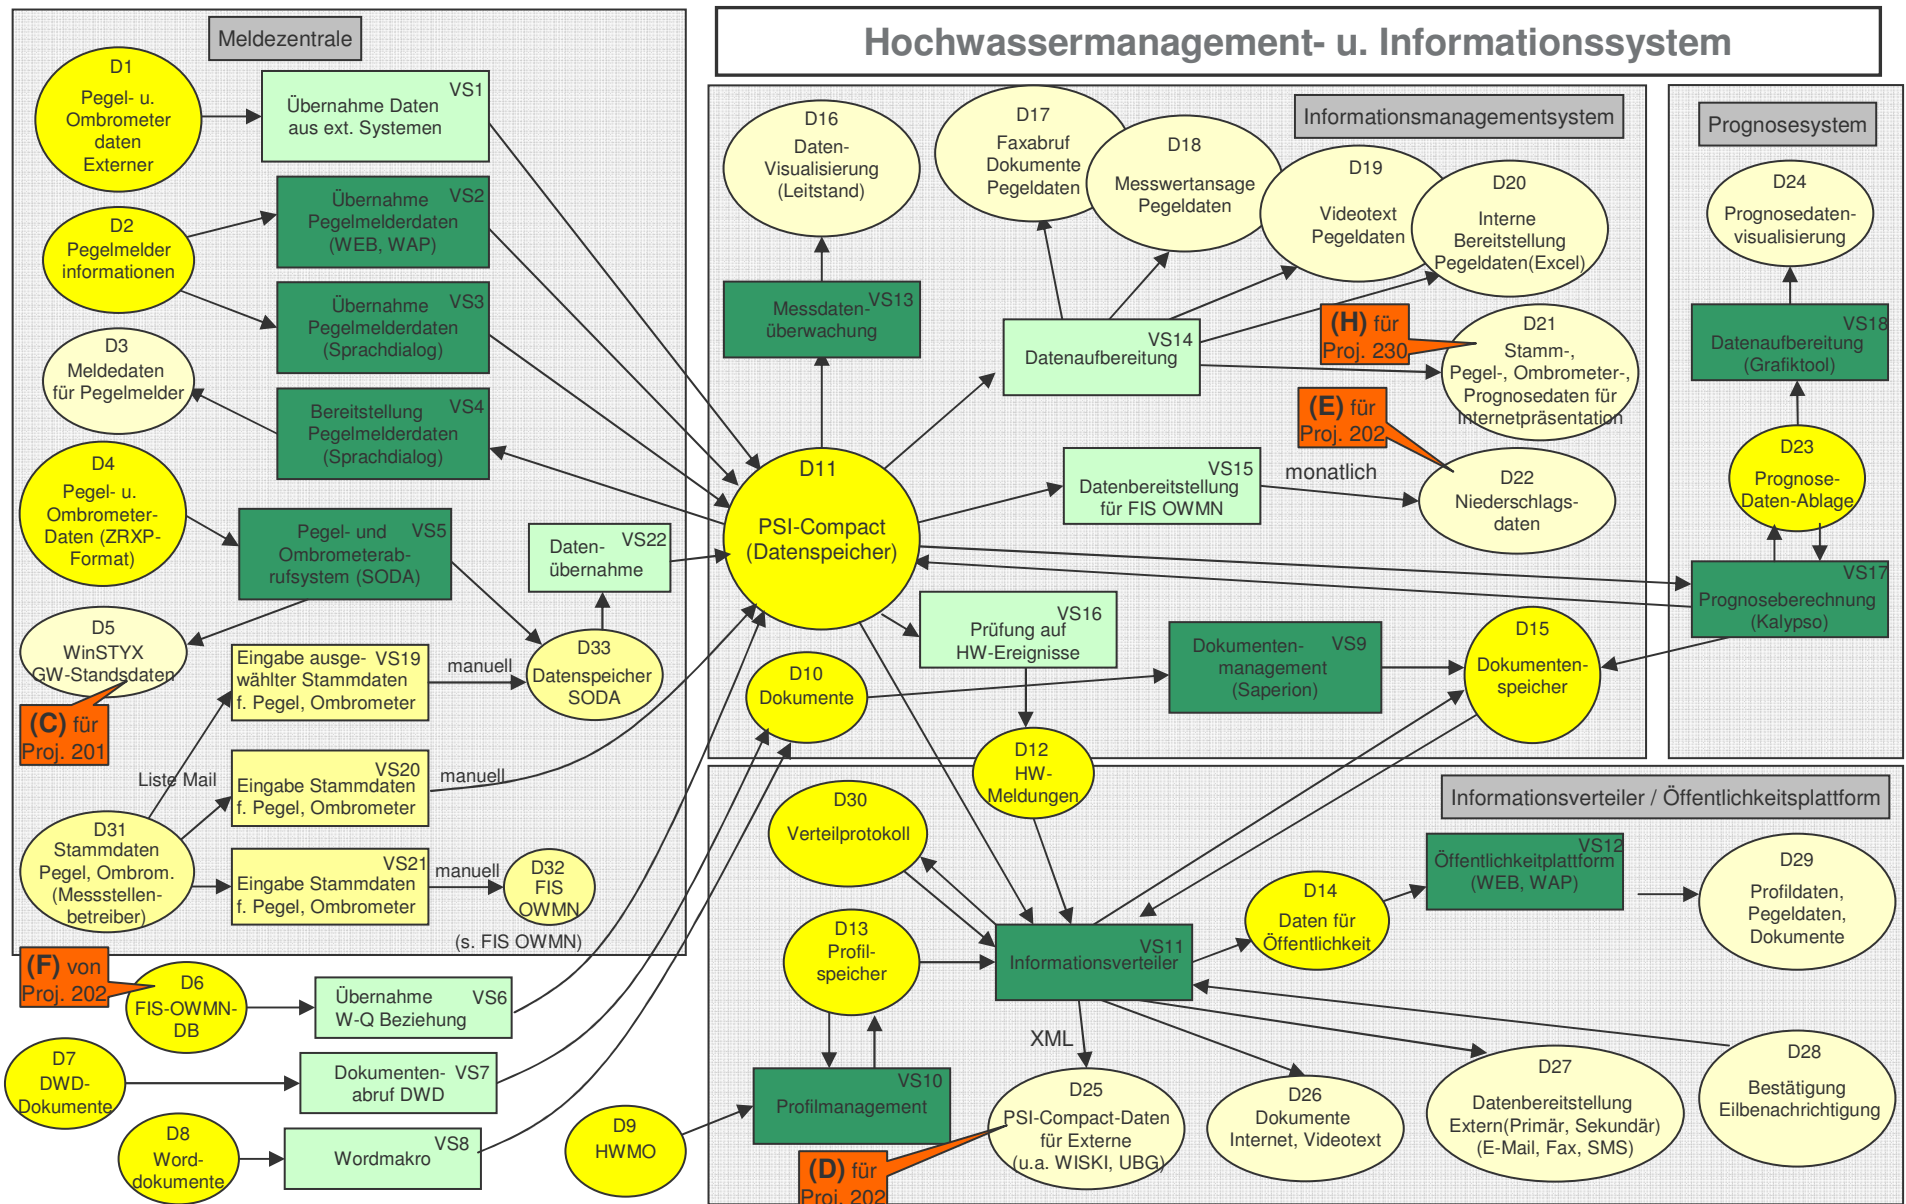 Hochwassermanagement- u. Informationssystem
Meldezentrale
D1
Pegel- u.
Ombrometer
daten
Externer
VS1
Übernahme Daten
aus ext. Systemen
D2
Pegelmelder
informationen
VS2
Übernahme
Pegelmelderdaten
(WEB, WAP)
VS3
Übernahme
Pegelmelderdaten
(Sprachdialog)
D3
Meldedaten
für Pegelmelder
VS4
Bereitstellung
Pegelmelderdaten
(Sprachdialog)
D4
Pegel- u.
Ombrometer-
Daten (ZRXP-
Format)
VS5
Pegel- und
Ombrometerab-
rufsystem (SODA)
VS22
Daten-
übernahme
D5
WinSTYX
GW-Standsdaten
(C) für
Proj. 201
VS19
Eingabe ausge-
wählter Stammdaten
f. Pegel, Ombrometer
manuell
D33
Datenspeicher
SODA
Liste Mail
VS20
Eingabe Stammdaten
f. Pegel, Ombrometer
manuell
D31
Stammdaten
Pegel, Ombrom.
(Messstellen-
betreiber)
VS21
Eingabe Stammdaten
f. Pegel, Ombrometer
manuell
D32
FIS
OWMN
(s. FIS OWMN)
(F) von
Proj. 202
D6
FIS-OWMN-
DB
VS6
Übernahme
W-Q Beziehung
D7
DWD-
Dokumente
VS7
Dokumenten-
abruf DWD
D8
Word-
dokumente
VS8
Wordmakro
Informationsmanagementsystem
D16
Daten-
Visualisierung
(Leitstand)
D17
Faxabruf
Dokumente
Pegeldaten
D18
Messwertansage
Pegeldaten
D19
Videotext
Pegeldaten
D20
Interne
Bereitstellung
Pegeldaten(Excel)
VS13
Messdaten-
überwachung
VS14
Datenaufbereitung
(H) für
Proj. 230
D21
Stamm-,
Pegel-, Ombrometer-,
Prognosedaten für
Internetpräsentation
(E) für
Proj. 202
D11
PSI-Compact
(Datenspeicher)
VS15
Datenbereitstellung
für FIS OWMN
monatlich
D22
Niederschlags-
daten
VS16
Prüfung auf
HW-Ereignisse
D10
Dokumente
VS9
Dokumenten-
management
(Saperion)
D15
Dokumenten-
speicher
D12
HW-
Meldungen
Prognosesystem
D24
Prognosedaten-
visualisierung
VS18
Datenaufbereitung
(Grafiktool)
D23
Prognose-
Daten-Ablage
VS17
Prognoseberechnung
(Kalypso)
Informationsverteiler / Öffentlichkeitsplattform
D30
Verteilprotokoll
D13
Profil-
speicher
VS11
Informationsverteiler
D14
Daten für
Öffentlichkeit
VS12
Öffentlichkeitplattform
(WEB, WAP)
D29
Profildaten,
Pegeldaten,
Dokumente
D9
HWMO
VS10
Profilmanagement
XML
D25
PSI-Compact-Daten
für Externe
(u.a. WISKI, UBG)
(D) für
Proj. 202
D26
Dokumente
Internet, Videotext
D27
Datenbereitstellung
Extern(Primär, Sekundär)
(E-Mail, Fax, SMS)
D28
Bestätigung
Eilbenachrichtigung